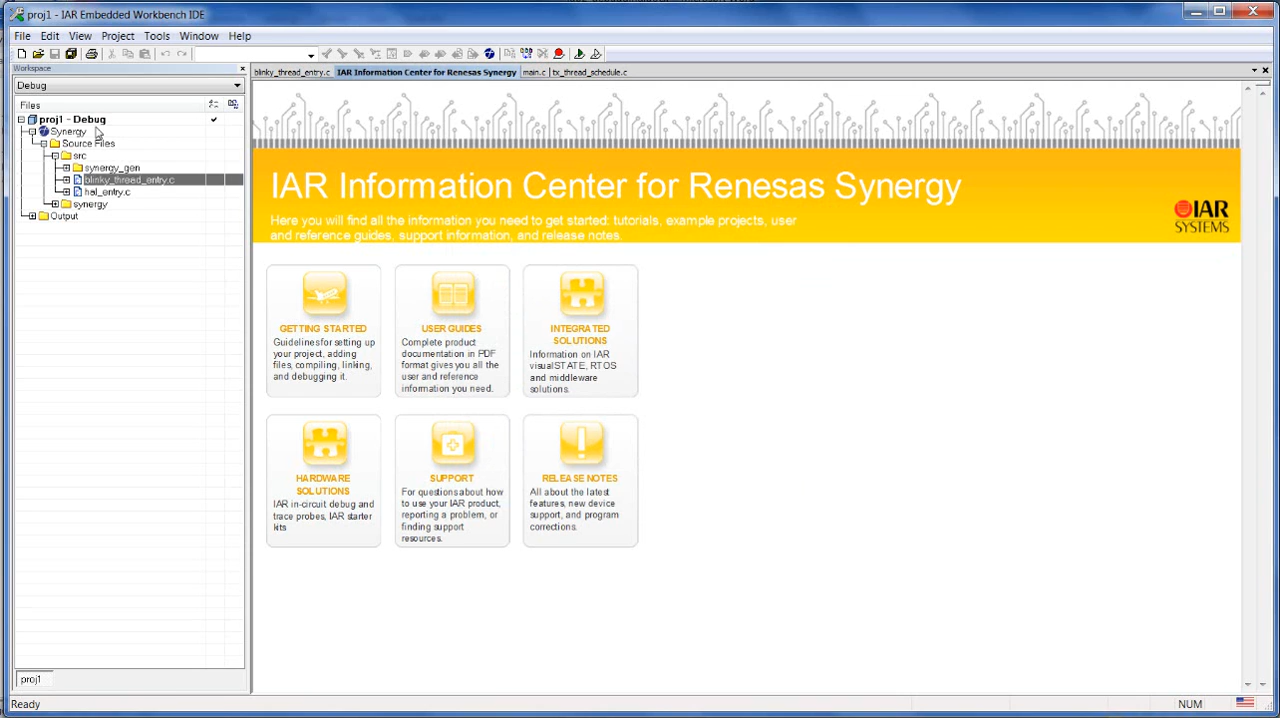 proj1 - IAR Embedded Workbench IDE
File Edit View Project Tools Window Help
Workspace
blinky_thread_entry.c IAR Information Center for Renesas Synergy main.c | tx_thread_schedule.c
Debug
Files
proj1 - Debug
Synergy
Source Files
src
synergy_gen
blinky_thread_entry.c
hal_entry.c
synergy
Output
IAR Information Center for Renesas Synergy
Here you will find all the information you need to get started: tutorials, example projects, user
and reference guides, support information, and release notes.
IAR
SYSTEMS
GETTING STARTED
Guidelines for setting up
your project, adding
files, compiling, linking,
and debugging it.
USER GUIDES
Complete product
documentation in PDF
format gives you all the
user and reference
information you need.
INTEGRATED
SOLUTIONS
Information on IAR
visualSTATE, RTOS
and middleware
solutions.
HARDWARE
SOLUTIONS
IAR in-circuit debug and
trace probes, IAR starter
kits
SUPPORT
For questions about how
to use your IAR product,
reporting a problem, or
finding support
resources.
RELEASE NOTES
All about the latest
features, new device
support, and program
corrections.
proj1
Ready
NUM